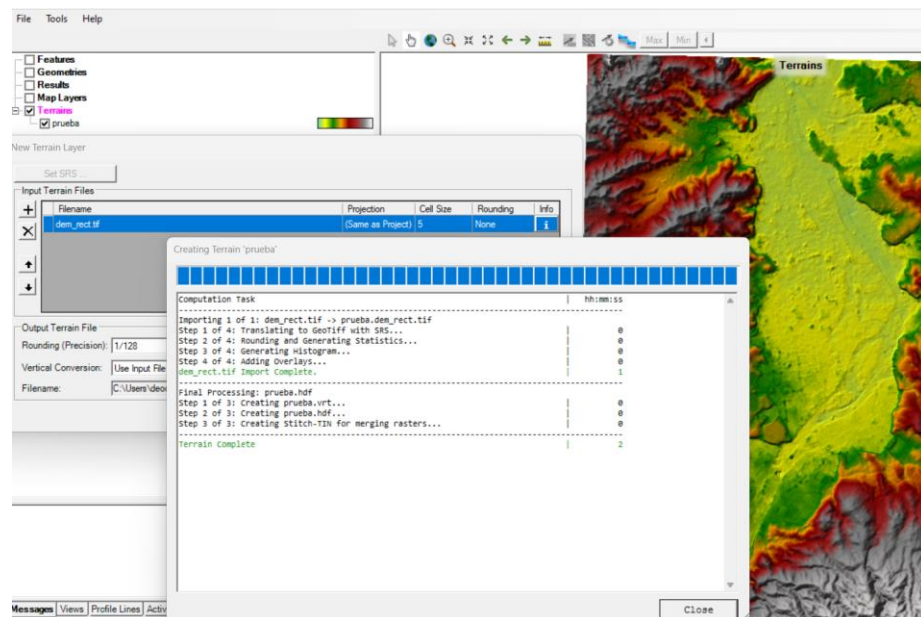 File Tools Help
Max Min
Features
Geometries
Results
Map Layers
Terrains
prueba
Terrains
New Terrain Layer
Set SRS ...
Input Terrain Files
Filename Projection Cell Size Rounding Info
dem_rect.tif (Same as Project) 5 None i
Creating Terrain 'prueba'
Computation Task | hh:mm:ss
Importing 1 of 1: dem_rect.tif -> prueba.dem_rect.tif
Step 1 of 4: Translating to GeoTiff with SRS... | 0
Step 2 of 4: Rounding and Generating Statistics... | 0
Step 3 of 4: Generating Histogram... | 0
Step 4 of 4: Adding Overlays... | 0
dem_rect.tif Import Complete. | 1
Final Processing: prueba.hdf
Step 1 of 3: Creating prueba.vrt... | 0
Step 2 of 3: Creating prueba.hdf... | 0
Step 3 of 3: Creating Stitch-TIN for merging rasters... | 0
Terrain Complete | 2
Output Terrain File
Rounding (Precision): 1/128
Vertical Conversion: Use Input File
Filename: C:\Users\deoc
Messages Views Profile Lines Activ
Close